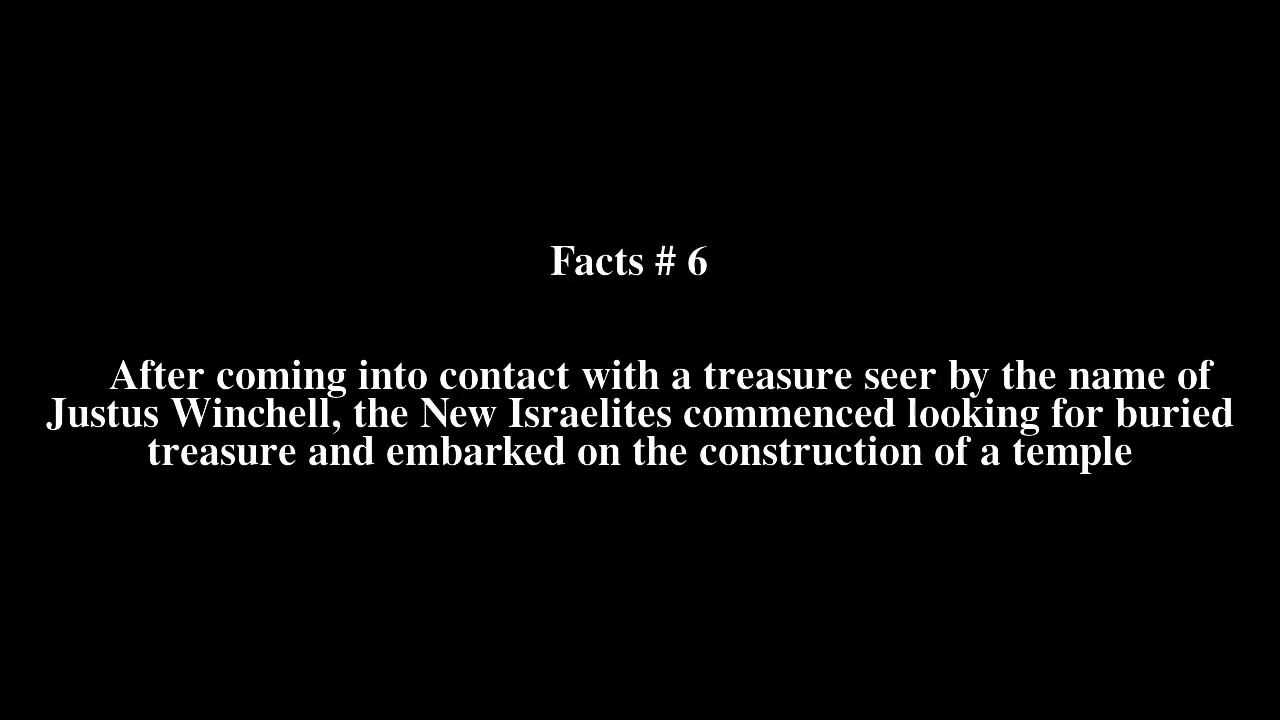 Facts # 6
After coming into contact with a treasure seer by the name of
Justus Winchell, the New Israelites commenced looking for buried
treasure and embarked on the construction of a temple